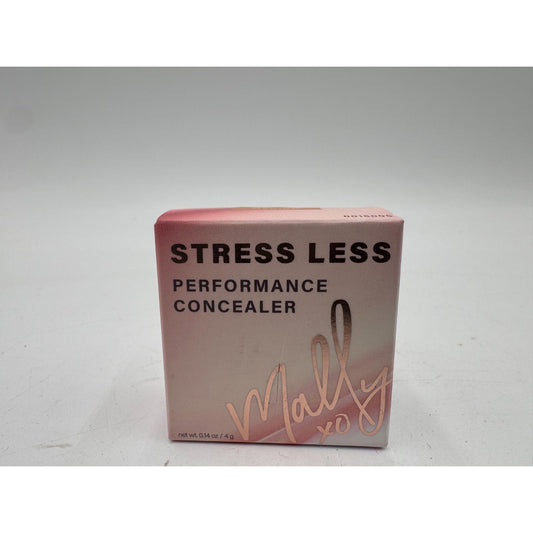 STRESS LESS
PERFORMANCE
CONCEALER
Mally
xo
net wt. 0.14 oz / 4 g